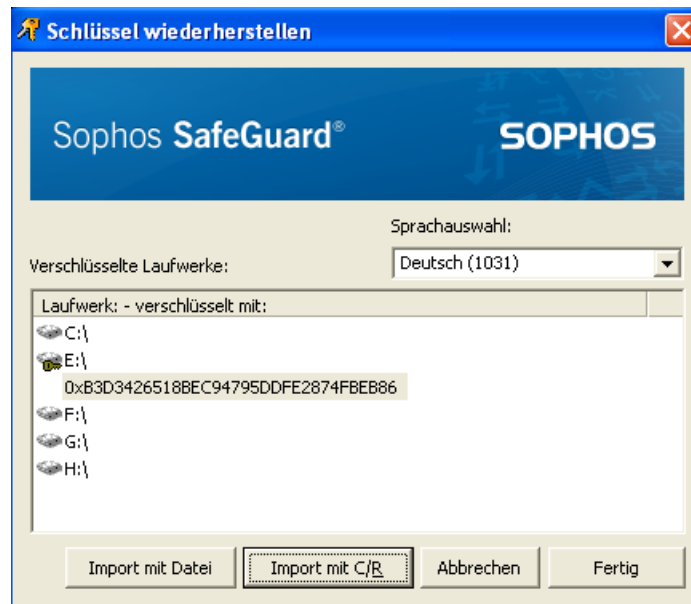 Schlüssel wiederherstellen
Sophos SafeGuard®
SOPHOS
Sprachauswahl:
Verschlüsselte Laufwerke:
Deutsch (1031)
Laufwerk: - verschlüsselt mit:
C:\
E:\
0xB3D3426518BEC94795DDFE2874FBEB86
F:\
G:\
H:\
Import mit Datei
Import mit C/R
Abbrechen
Fertig